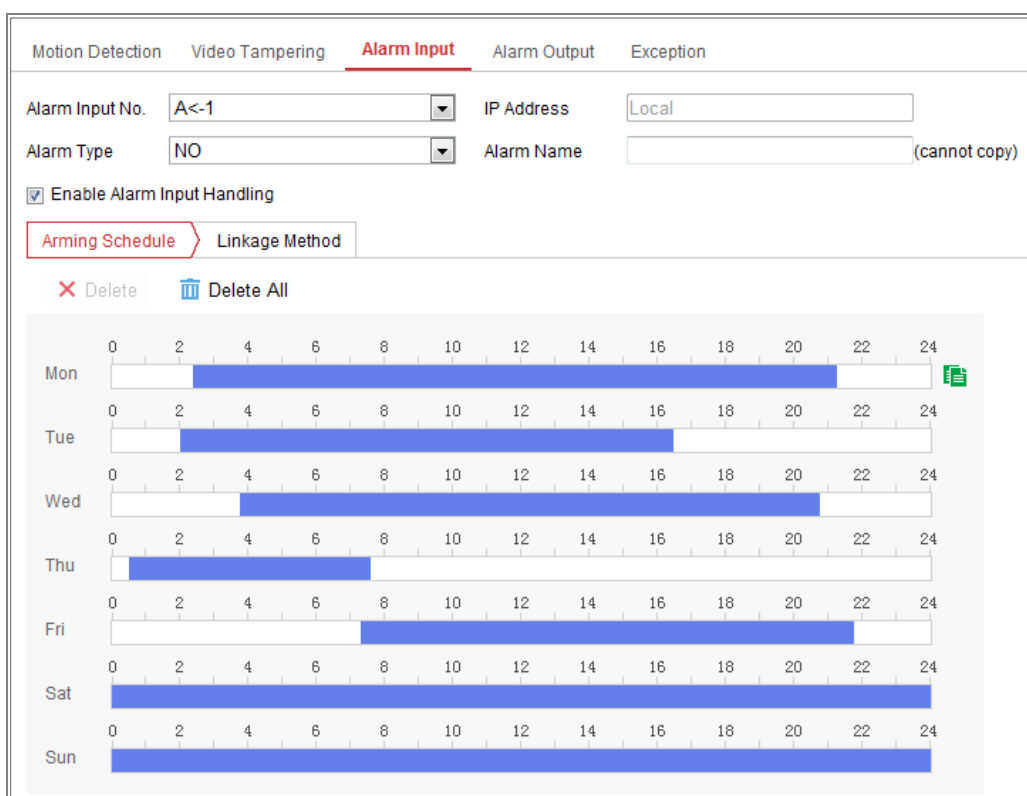 Motion Detection Video Tampering Alarm Input Alarm Output Exception
Alarm Input No. A<-1 IP Address Local
Alarm Type NO Alarm Name (cannot copy)
Enable Alarm Input Handling
Arming Schedule Linkage Method
Delete Delete All
0 2 4 6 8 10 12 14 16 18 20 22 24
Mon
0 2 4 6 8 10 12 14 16 18 20 22 24
Tue
0 2 4 6 8 10 12 14 16 18 20 22 24
Wed
0 2 4 6 8 10 12 14 16 18 20 22 24
Thu
0 2 4 6 8 10 12 14 16 18 20 22 24
Fri
0 2 4 6 8 10 12 14 16 18 20 22 24
Sat
0 2 4 6 8 10 12 14 16 18 20 22 24
Sun